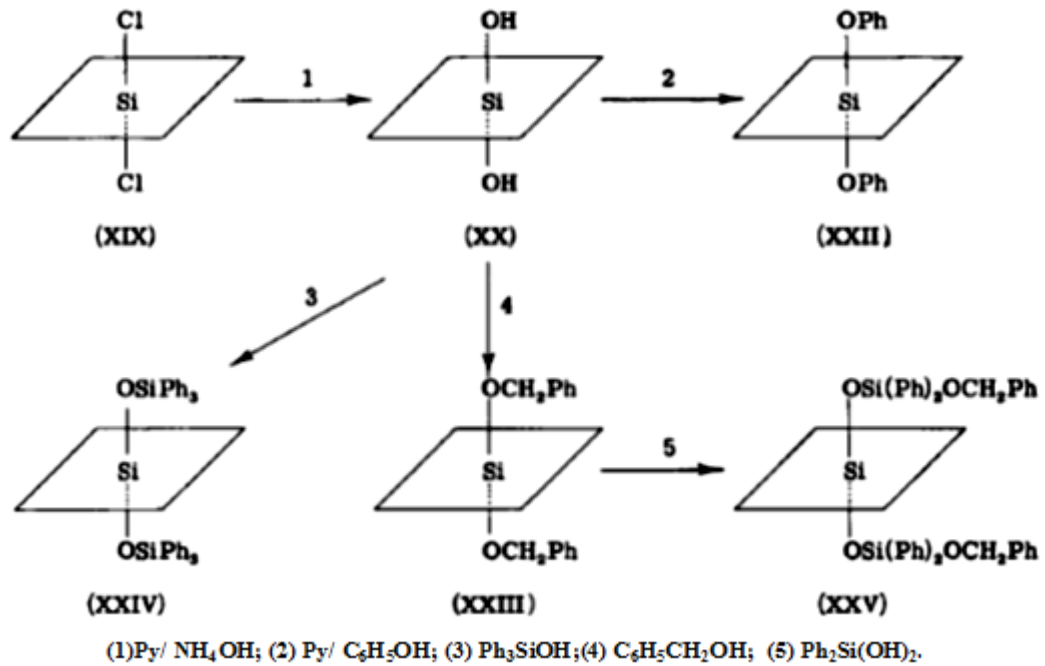 Cl OH OPh
1 2
Si Si Si
Cl OH OPh
(XIX) (XX) (XXII)
3 4
OSiPh₃ OCH₂Ph OSi(Ph)₂OCH₂Ph
5
Si Si Si
OSiPh₃ OCH₂Ph OSi(Ph)₂OCH₂Ph
(XXIV) (XXIII) (XXV)
(1)Py/ NH₄OH; (2) Py/ C₆H₅OH; (3) Ph₃SiOH;(4) C₆H₅CH₂OH; (5) Ph₂Si(OH)₂.